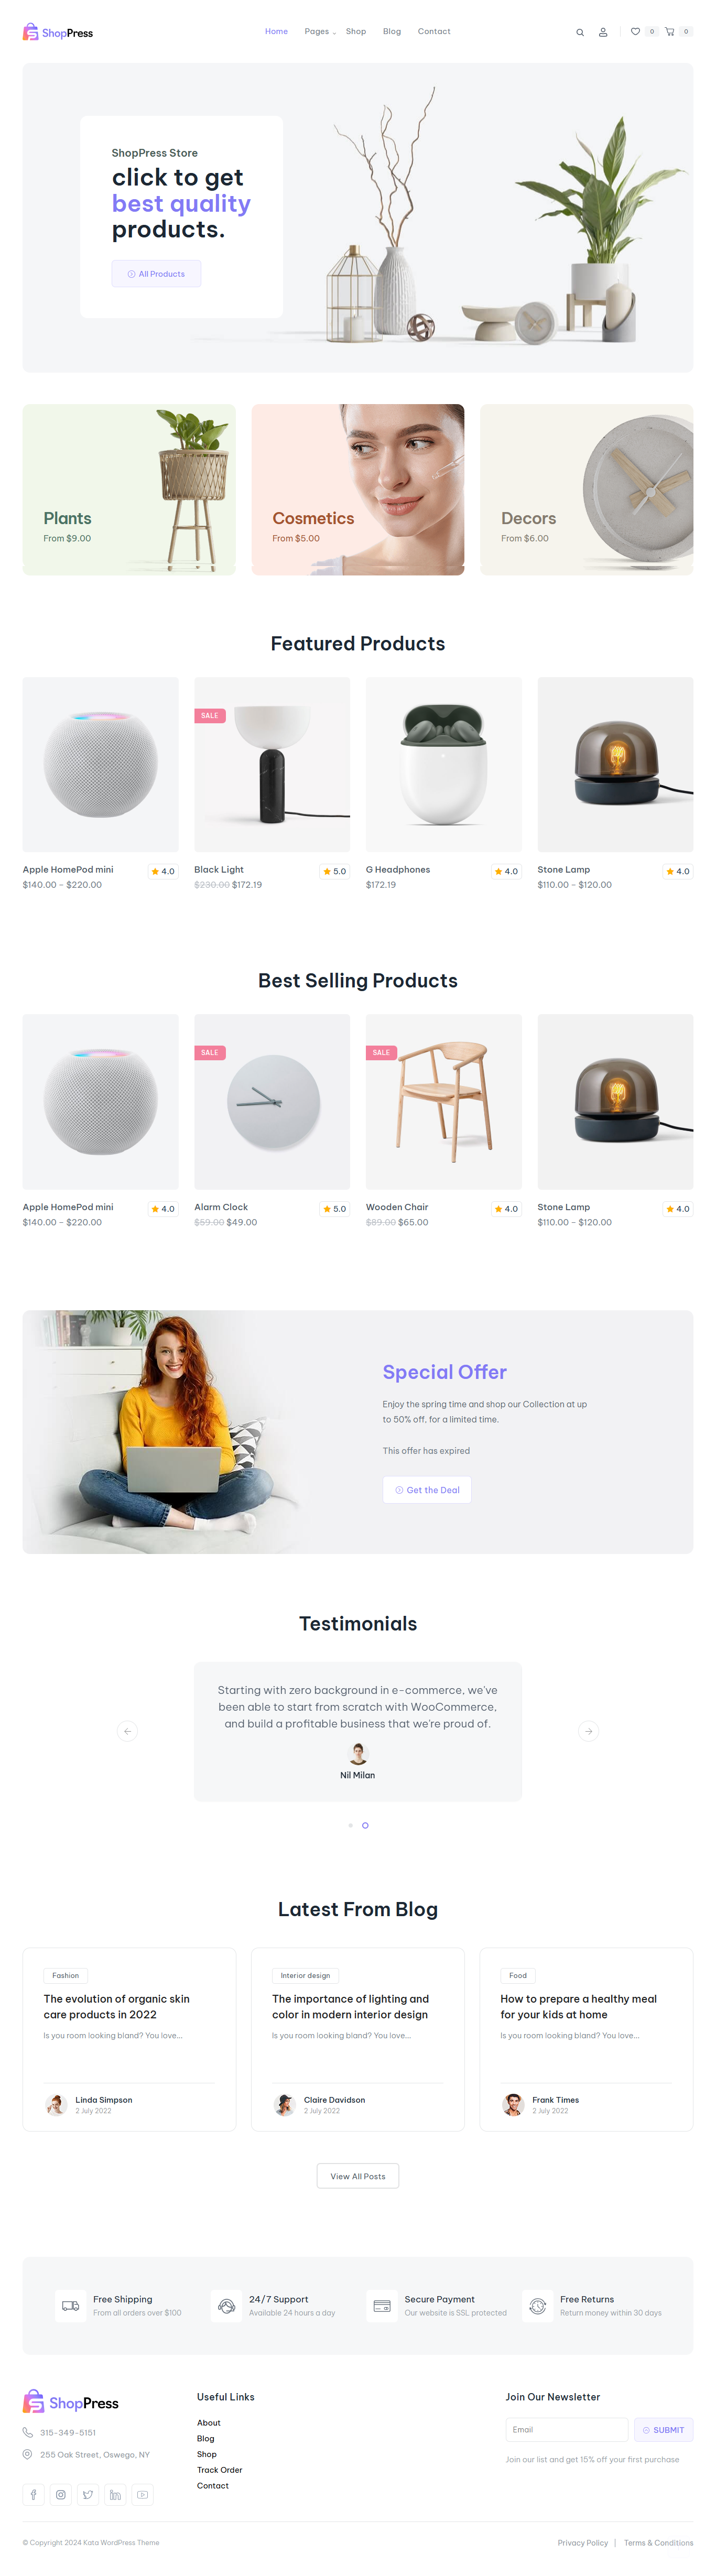 ShopPress
Home Pages Shop Blog Contact
0 0
ShopPress Store
click to get
best quality
products.
All Products
Plants
From $9.00
Cosmetics
From $5.00
Decors
From $6.00
Featured Products
Apple HomePod mini
4.0
$140.00 – $220.00
SALE
Black Light
5.0
$230.00 $172.19
G Headphones
4.0
$172.19
Stone Lamp
4.0
$110.00 – $120.00
Best Selling Products
Apple HomePod mini
4.0
$140.00 – $220.00
SALE
Alarm Clock
5.0
$59.00 $49.00
SALE
Wooden Chair
4.0
$89.00 $65.00
Stone Lamp
4.0
$110.00 – $120.00
Special Offer
Enjoy the spring time and shop our Collection at up
to 50% off, for a limited time.
This offer has expired
Get the Deal
Testimonials
Starting with zero background in e-commerce, we've
been able to start from scratch with WooCommerce,
and build a profitable business that we're proud of.
Nil Milan
Latest From Blog
Fashion
The evolution of organic skin
care products in 2022
Is you room looking bland? You love...
Linda Simpson
2 July 2022
Interior design
The importance of lighting and
color in modern interior design
Is you room looking bland? You love...
Claire Davidson
2 July 2022
Food
How to prepare a healthy meal
for your kids at home
Is you room looking bland? You love...
Frank Times
2 July 2022
View All Posts
Free Shipping
From all orders over $100
24/7 Support
Available 24 hours a day
Secure Payment
Our website is SSL protected
Free Returns
Return money within 30 days
ShopPress
315-349-5151
255 Oak Street, Oswego, NY
Useful Links
About
Blog
Shop
Track Order
Contact
Join Our Newsletter
Email
SUBMIT
Join our list and get 15% off your first purchase
© Copyright 2024 Kata WordPress Theme
Privacy Policy | Terms & Conditions